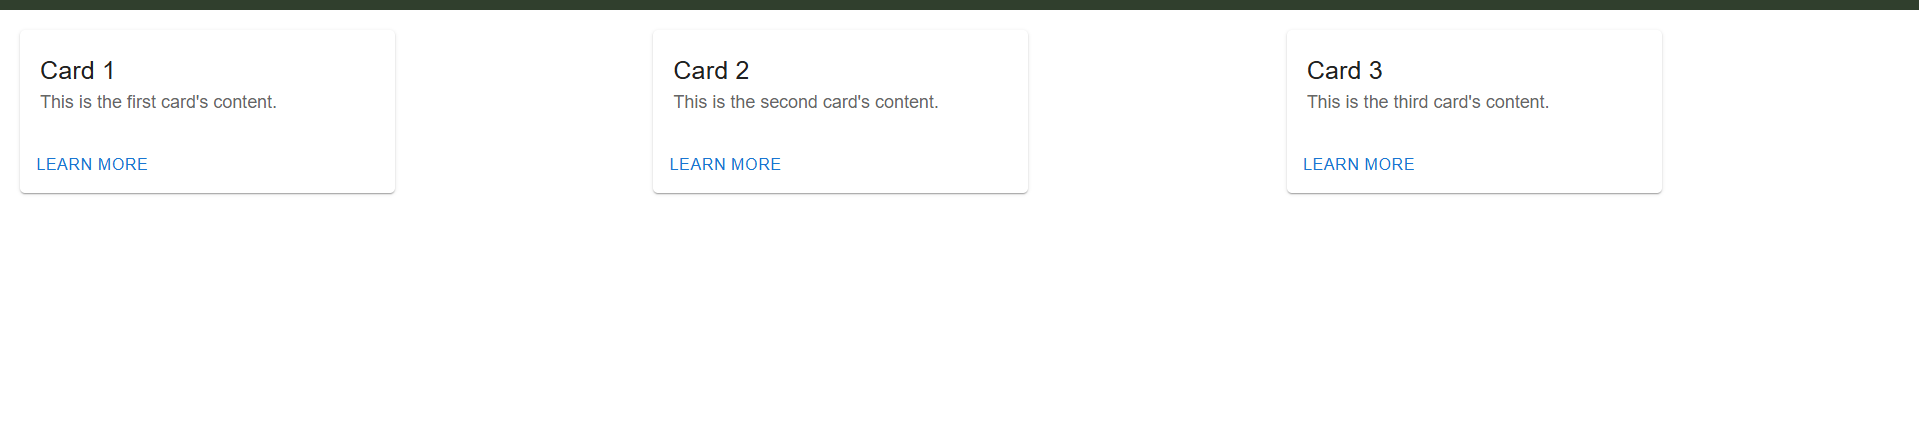 Card 1
This is the first card's content.
LEARN MORE
Card 2
This is the second card's content.
LEARN MORE
Card 3
This is the third card's content.
LEARN MORE